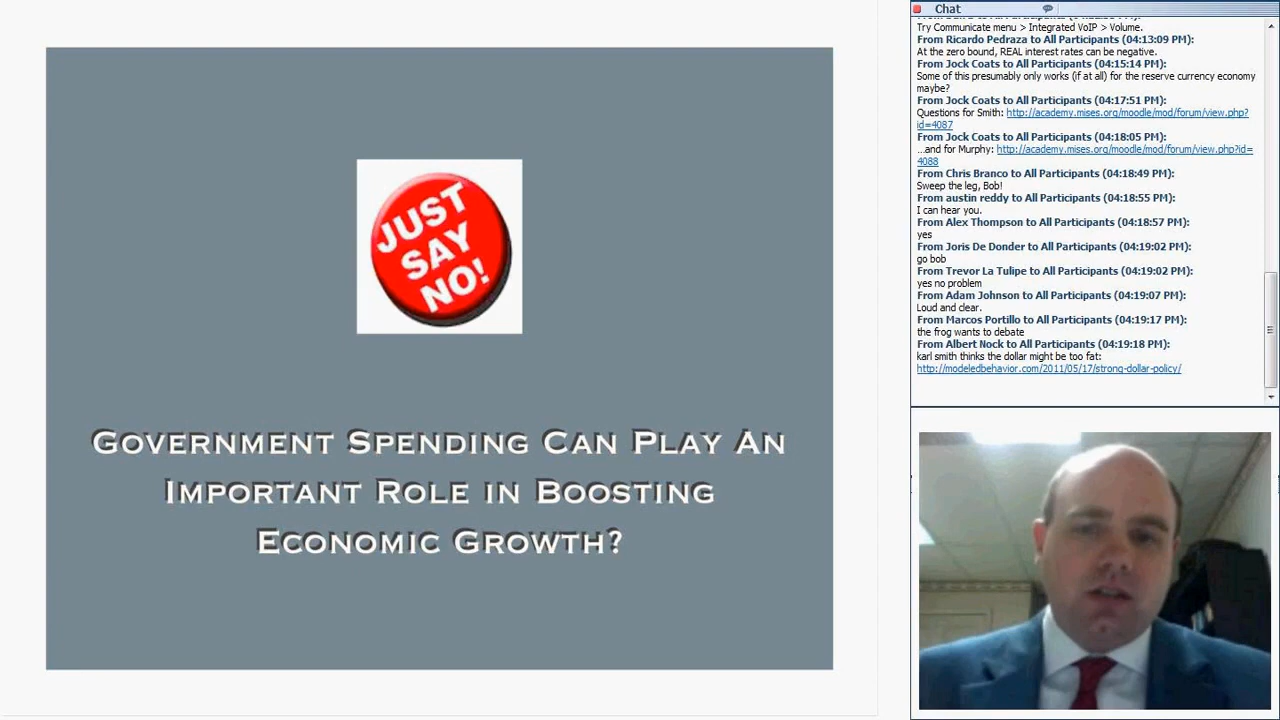 JUST
SAY
NO!
GOVERNMENT SPENDING CAN PLAY AN
IMPORTANT ROLE IN BOOSTING
ECONOMIC GROWTH?
Chat
Try Communicate menu > Integrated VoIP > Volume.
From Ricardo Pedraza to All Participants (04:13:09 PM):
At the zero bound, REAL interest rates can be negative.
From Jock Coats to All Participants (04:15:14 PM):
Some of this presumably only works (if at all) for the reserve currency economy
maybe?
From Jock Coats to All Participants (04:17:51 PM):
Questions for Smith: http://academy.mises.org/moodle/mod/forum/view.php?
id=4087
From Jock Coats to All Participants (04:18:05 PM):
...and for Murphy: http://academy.mises.org/moodle/mod/forum/view.php?id=
4088
From Chris Branco to All Participants (04:18:49 PM):
Sweep the leg, Bob!
From austin reddy to All Participants (04:18:55 PM):
I can hear you.
From Alex Thompson to All Participants (04:18:57 PM):
yes
From Joris De Donder to All Participants (04:19:02 PM):
go bob
From Trevor La Tulipe to All Participants (04:19:02 PM):
yes no problem
From Adam Johnson to All Participants (04:19:07 PM):
Loud and clear.
From Marcos Portillo to All Participants (04:19:17 PM):
the frog wants to debate
From Albert Nock to All Participants (04:19:18 PM):
karl smith thinks the dollar might be too fat:
http://modeledbehavior.com/2011/05/17/strong-dollar-policy/